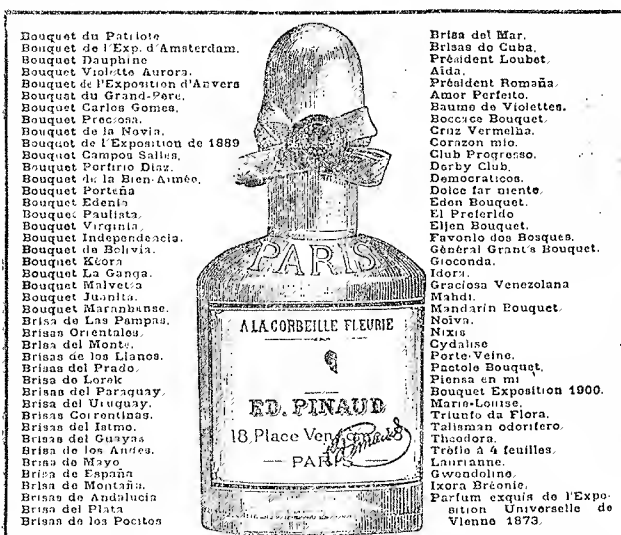 Bouquet du Patriote
Bouquet de l'Exp. d'Amsterdam.
Bouquet Dauphine
Bouquet Violette Aurora.
Bouquet de l'Exposition d'Anvers
Bouquet du Grand-Père.
Bouquet Carlos Gomes.
Bouquet Preciosa.
Bouquet de la Novia.
Bouquet de l'Exposition de 1889
Bouquet Campos Salles.
Bouquet Porfirio Diaz.
Bouquet de la Bien-Aimée.
Bouquet Porteña
Bouquet Edenia
Bouquet Paulista.
Bouquet Virginia.
Bouquet Independencia.
Bouquet de Bolivia.
Bouquet Kéora
Bouquet La Ganga.
Bouquet Malvetia
Bouquet Juanita.
Bouquet Maranhense.
Brisa de Las Pampas.
Brisas Orientales.
Brisa del Monte.
Brisas de los Llanos.
Brisas del Prado.
Brisa de Lorek
Brisas del Paraguay.
Brisa del Uruguay.
Brisas Correntinas.
Brisas del Istmo.
Brisas del Guayas
Brisa de los Andes.
Brisa de Mayo
Brisa de España
Brisa de Montaña.
Brisas de Andalucia
Brisa del Plata
Brisas de los Pocitos
PARIS
A LA CORBEILLE FLEURIE
ED. PINAUD
18, Place Vendôme, 18
PARIS
Brisa del Mar.
Brisas do Cuba.
Président Loubet.
Aida.
Président Romaña.
Amor Perfeito.
Baume de Violettes.
Boccace Bouquet.
Cruz Vermelha.
Corazon mio.
Club Progresso.
Derby Club.
Democraticos.
Dolce far niente.
Eden Bouquet.
El Preferido
Eljen Bouquet.
Favonio dos Bosques.
Général Grant's Bouquet.
Gioconda.
Idora.
Graciosa Venezolana
Mahdi.
Mandarin Bouquet.
Noiva.
Nixis
Cydalise
Porte-Veine.
Pactole Bouquet.
Piensa en mi
Bouquet Exposition 1900.
Marie-Louise.
Triunfo da Flora.
Talisman odorifero.
Theodora.
Trèfle à 4 feuilles.
Laurianne.
Gwendoline.
Ixora Bréonie.
Parfum exquis de l'Expo-
sition Universelle de
Vienne 1873.